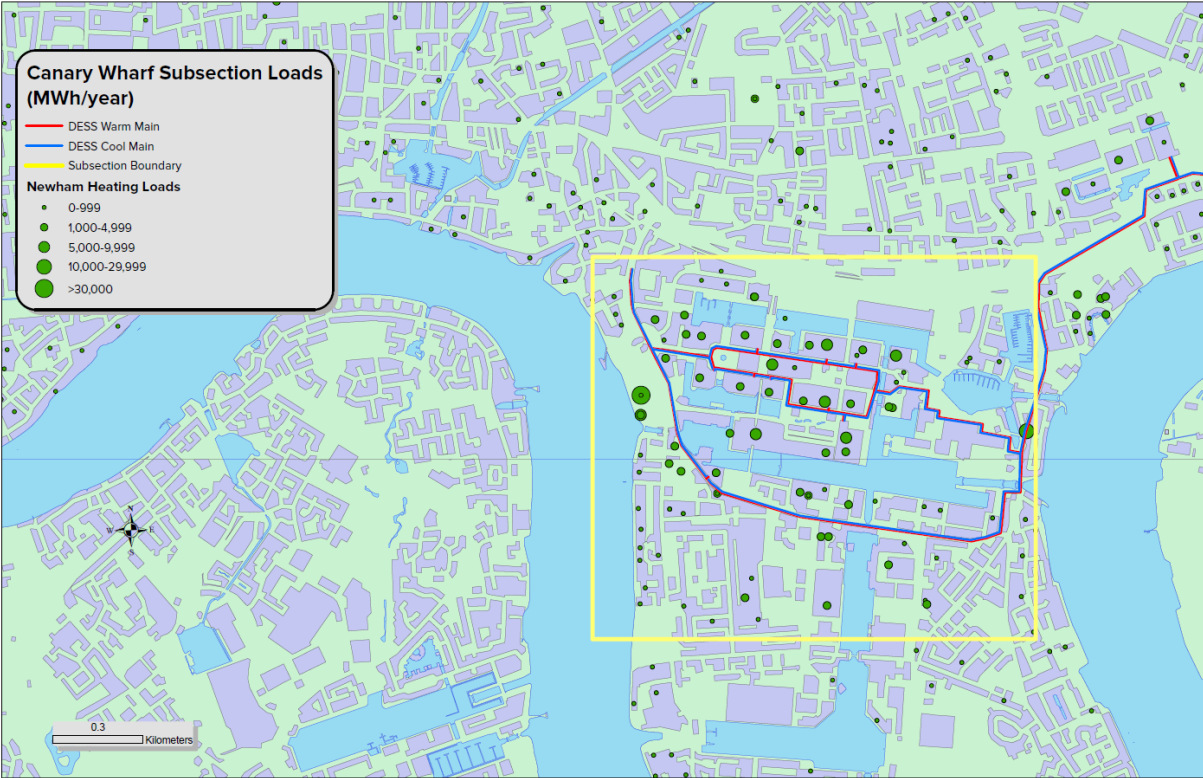 Canary Wharf Subsection Loads
(MWh/year)
DESS Warm Main
DESS Cool Main
Subsection Boundary
Newham Heating Loads
0-999
1,000-4,999
5,000-9,999
10,000-29,999
>30,000
N
W E
S
0.3
Kilometers